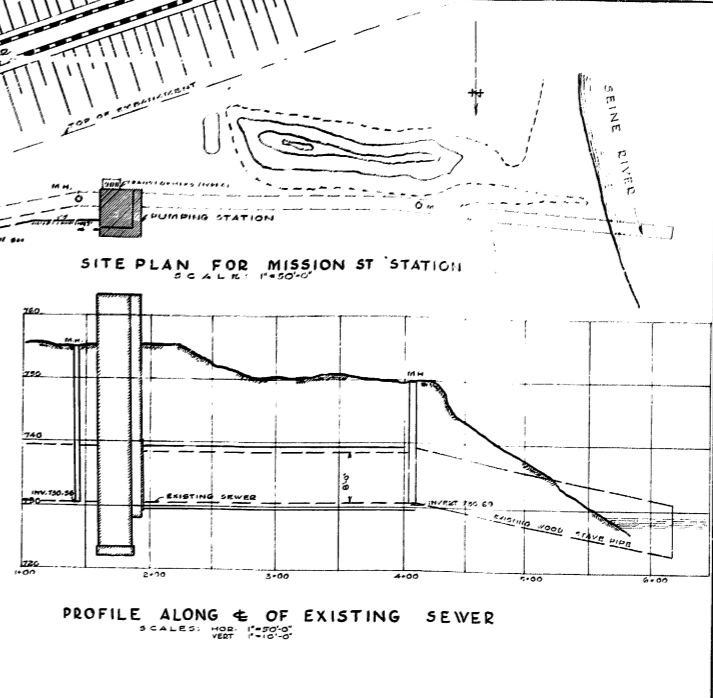 TOP OF EMBANKMENT
SEINE RIVER
M.H.
TRANSFORMERS (INDEC)
PUMPING STATION
M
SITE PLAN FOR MISSION ST STATION
SCALE: 1"=50'-0"
760
M.H.
750
M H
740
INV. 730.56
EXISTING SEWER
INVERT 730.69
730
EXISTING WOOD STAVE PIPE
720
1+00
2+00
3+00
4+00
5+00
6+00
PROFILE ALONG ℄ OF EXISTING SEWER
SCALES: HOR: 1"=50'-0"
VERT 1"=10'-0"